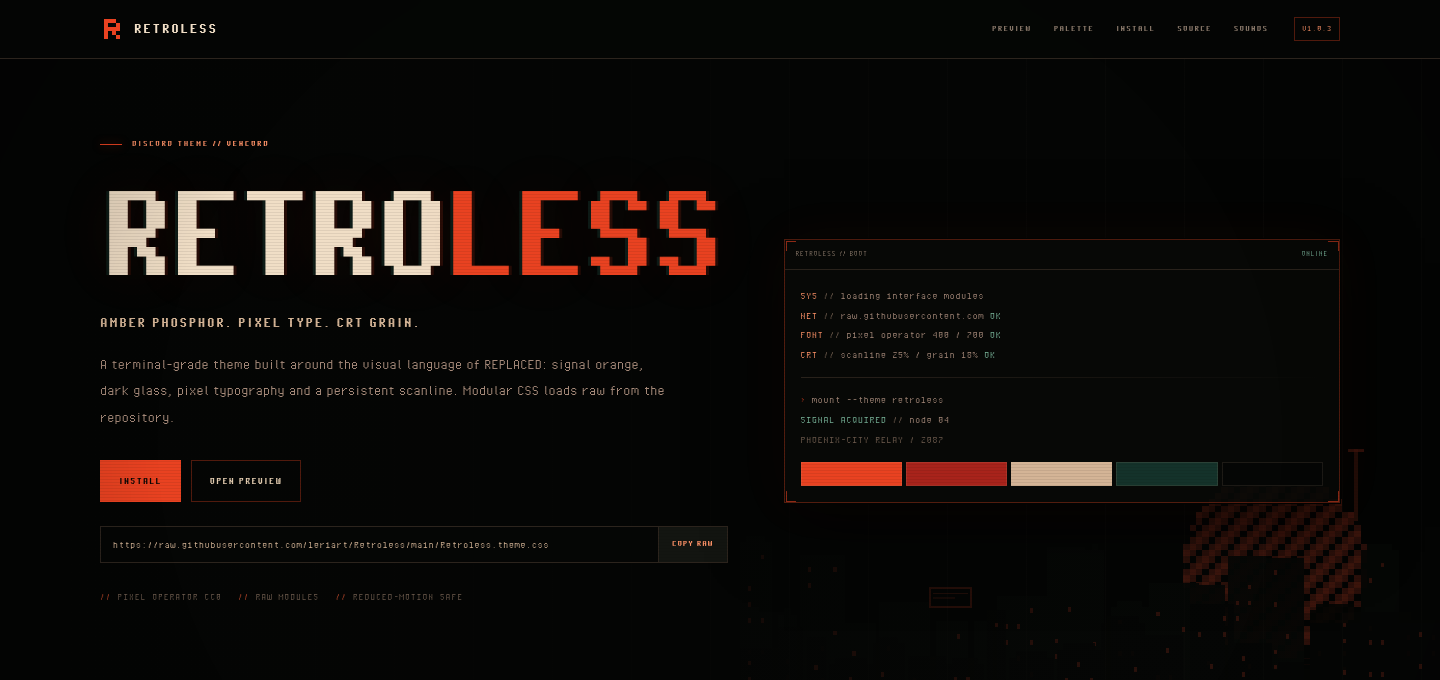 RETROLESS
PREVIEW PALETTE INSTALL SOURCE SOUNDS V1.0.3
DISCORD THEME // VENCORD
RETROLESS
RETROLESS // BOOT ONLINE
SYS // loading interface modules
NET // raw.githubusercontent.com OK
FONT // pixel operator 400 / 700 OK
CRT // scanline 25% / grain 18% OK
AMBER PHOSPHOR. PIXEL TYPE. CRT GRAIN.
A terminal-grade theme built around the visual language of REPLACED: signal orange,
dark glass, pixel typography and a persistent scanline. Modular CSS loads raw from the
repository.
› mount --theme retroless
SIGNAL ACQUIRED // node 04
PHOENIX-CITY RELAY / 2087
INSTALL OPEN PREVIEW
https://raw.githubusercontent.com/leriart/Retroless/main/Retroless.theme.css COPY RAW
// PIXEL OPERATOR CC0 // RAW MODULES // REDUCED-MOTION SAFE